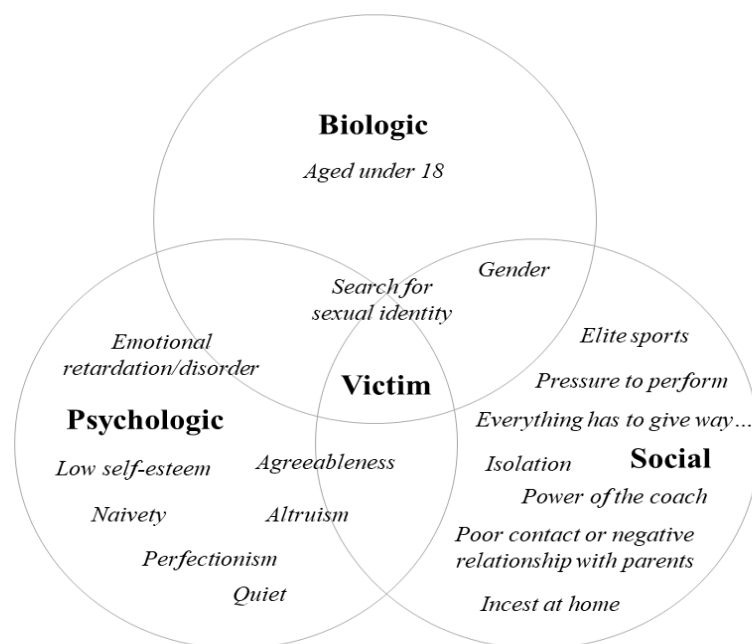 Biologic
Aged under 18
Gender
Search for
sexual identity
Emotional
retardation/disorder
Elite sports
Pressure to perform
Victim
Everything has to give way...
Psychologic
Low self-esteem
Agreeableness
Isolation
Social
Power of the coach
Naivety
Altruism
Poor contact or negative
relationship with parents
Perfectionism
Quiet
Incest at home